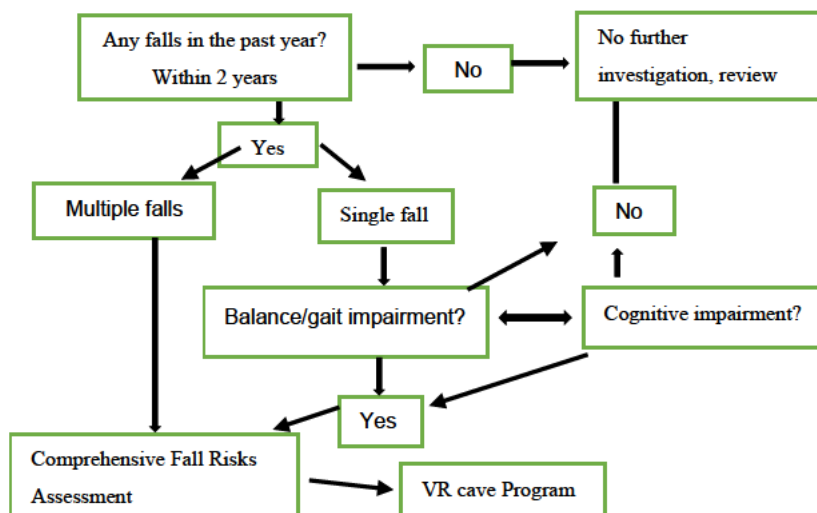 Any falls in the past year?
Within 2 years
No
No further
investigation, review
Yes
Multiple falls
Single fall
No
Balance/gait impairment?
Cognitive impairment?
Yes
Comprehensive Fall Risks
Assessment
VR cave Program